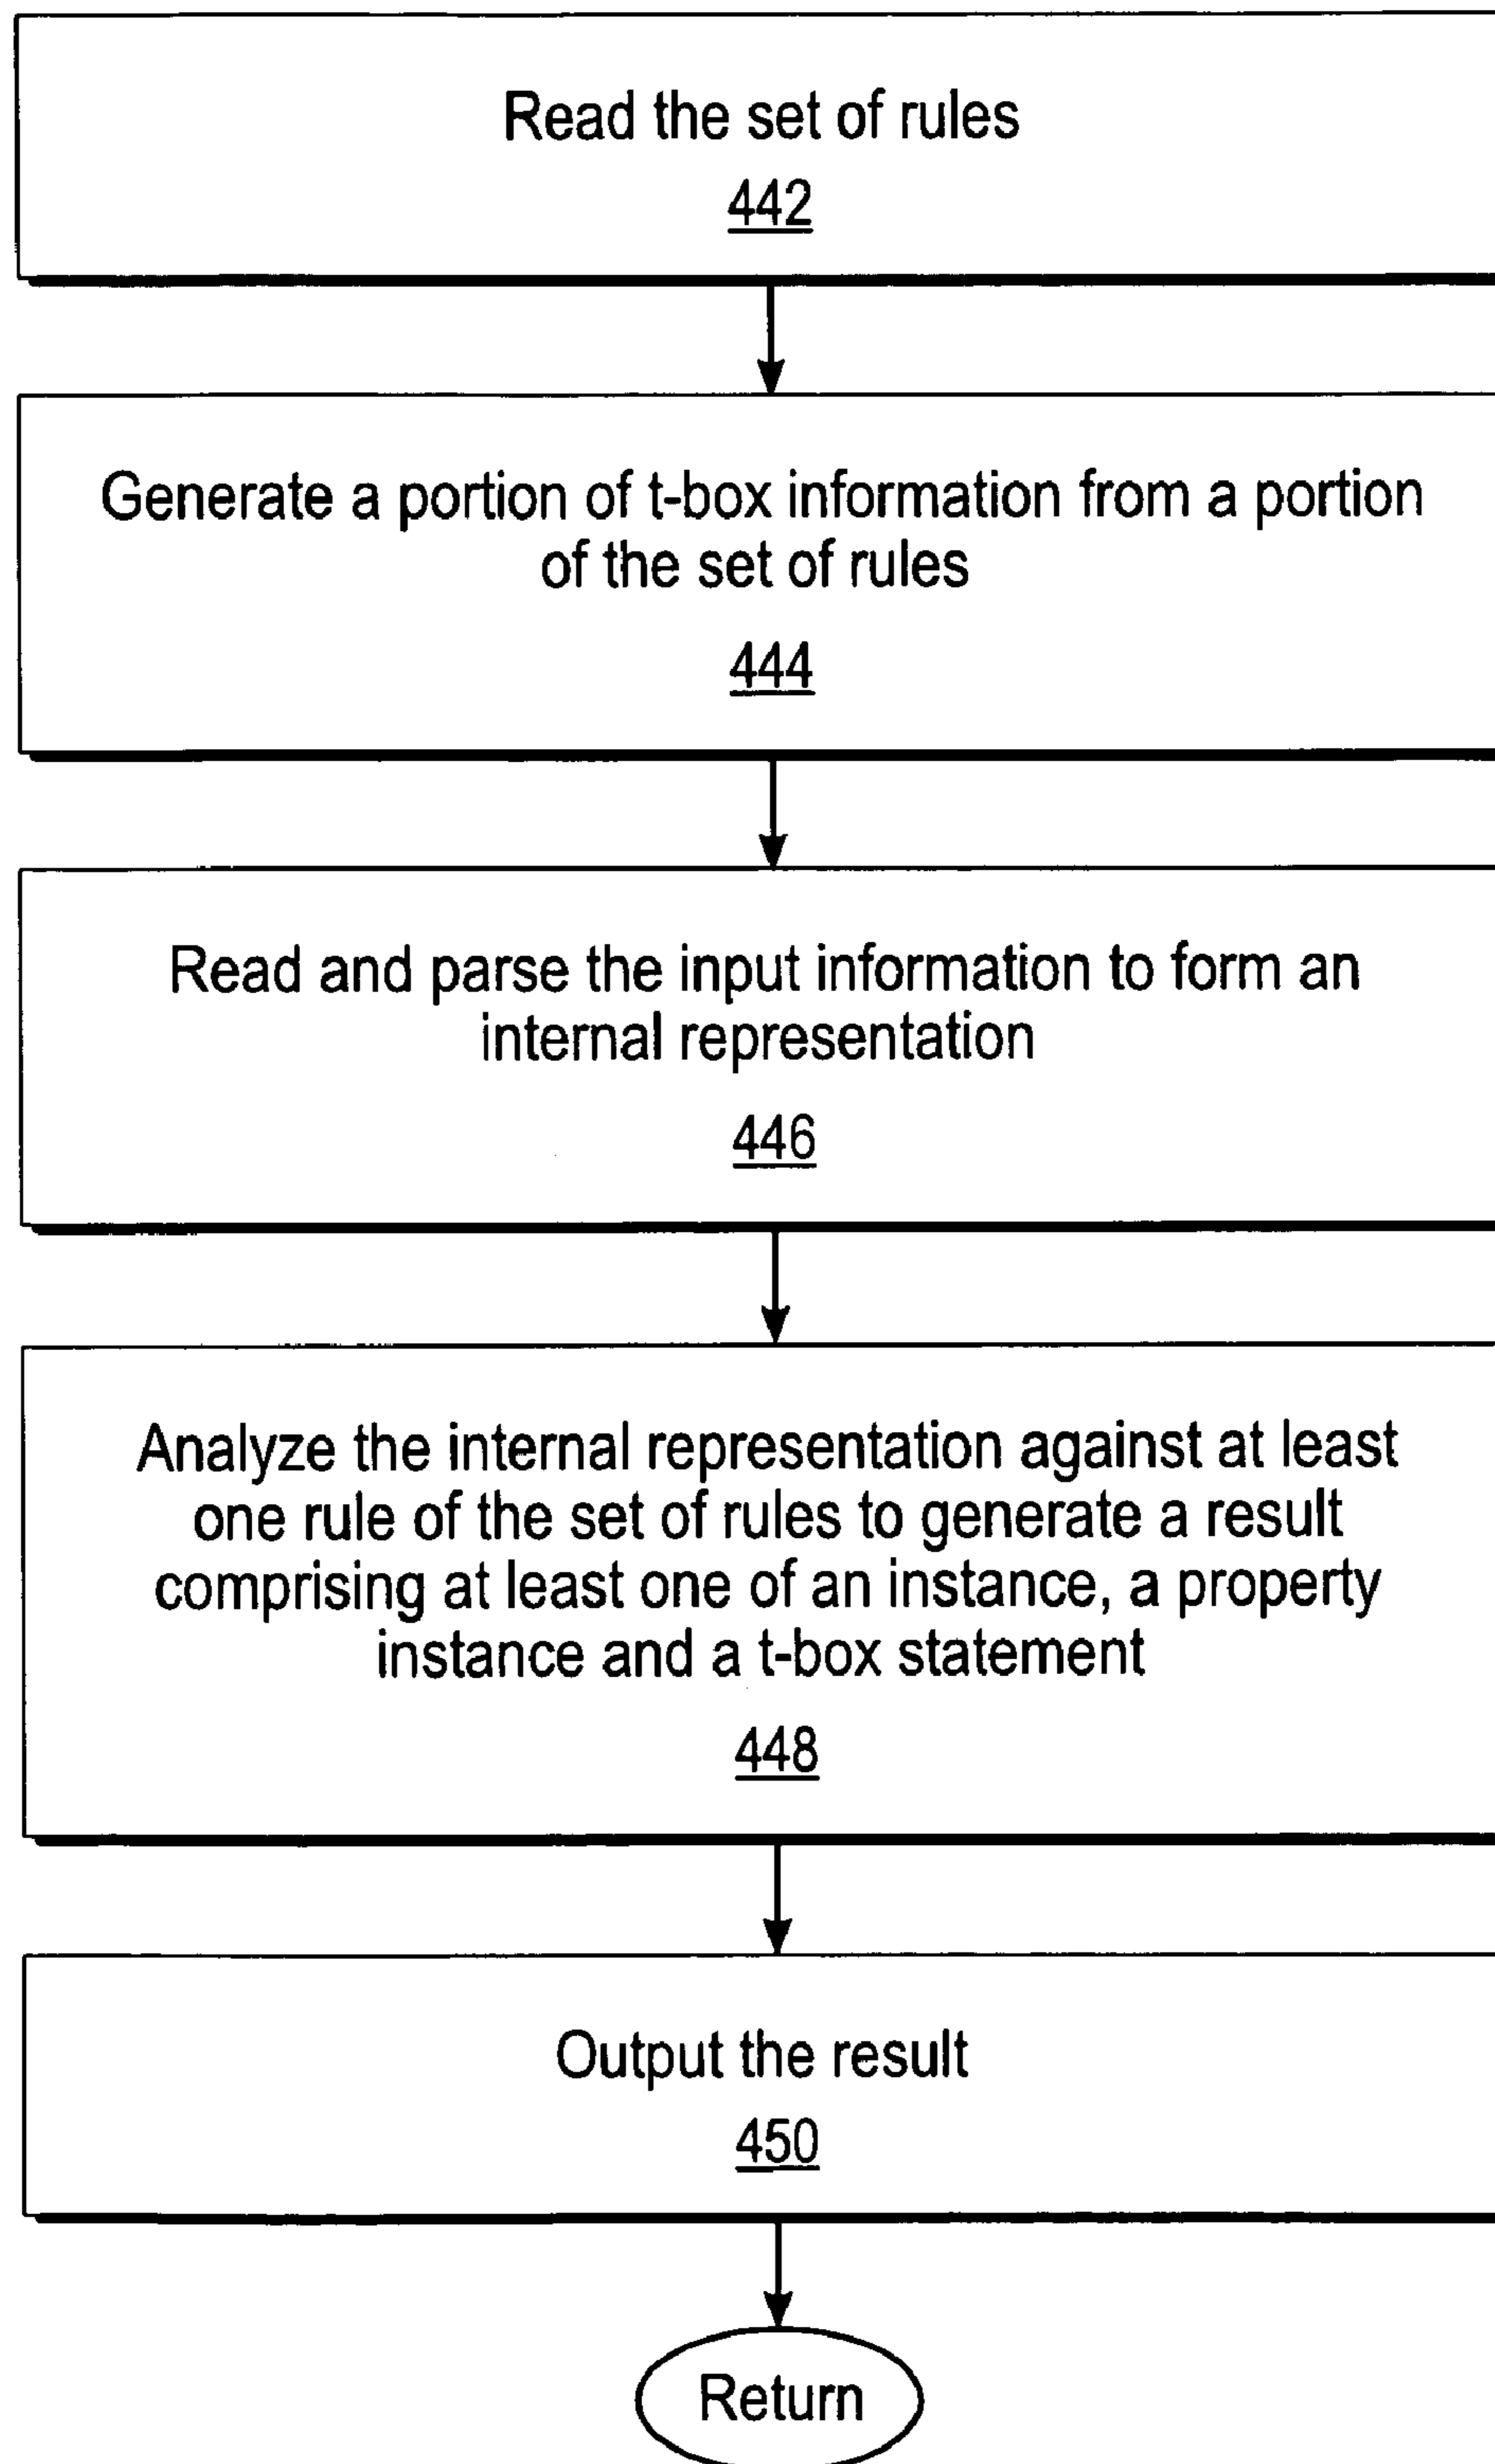 Read the set of rules
442
Generate a portion of t-box information from a portion
of the set of rules
444
Read and parse the input information to form an
internal representation
446
Analyze the internal representation against at least
one rule of the set of rules to generate a result
comprising at least one of an instance, a property
instance and a t-box statement
448
Output the result
450
Return